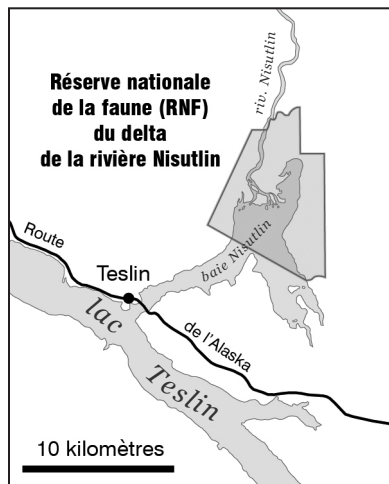 Réserve nationale
de la faune (RNF)
du delta
de la rivière Nisutlin
riv. Nisutlin
baie Nisutlin
Route
Teslin
de l'Alaska
lac
Teslin
10 kilomètres